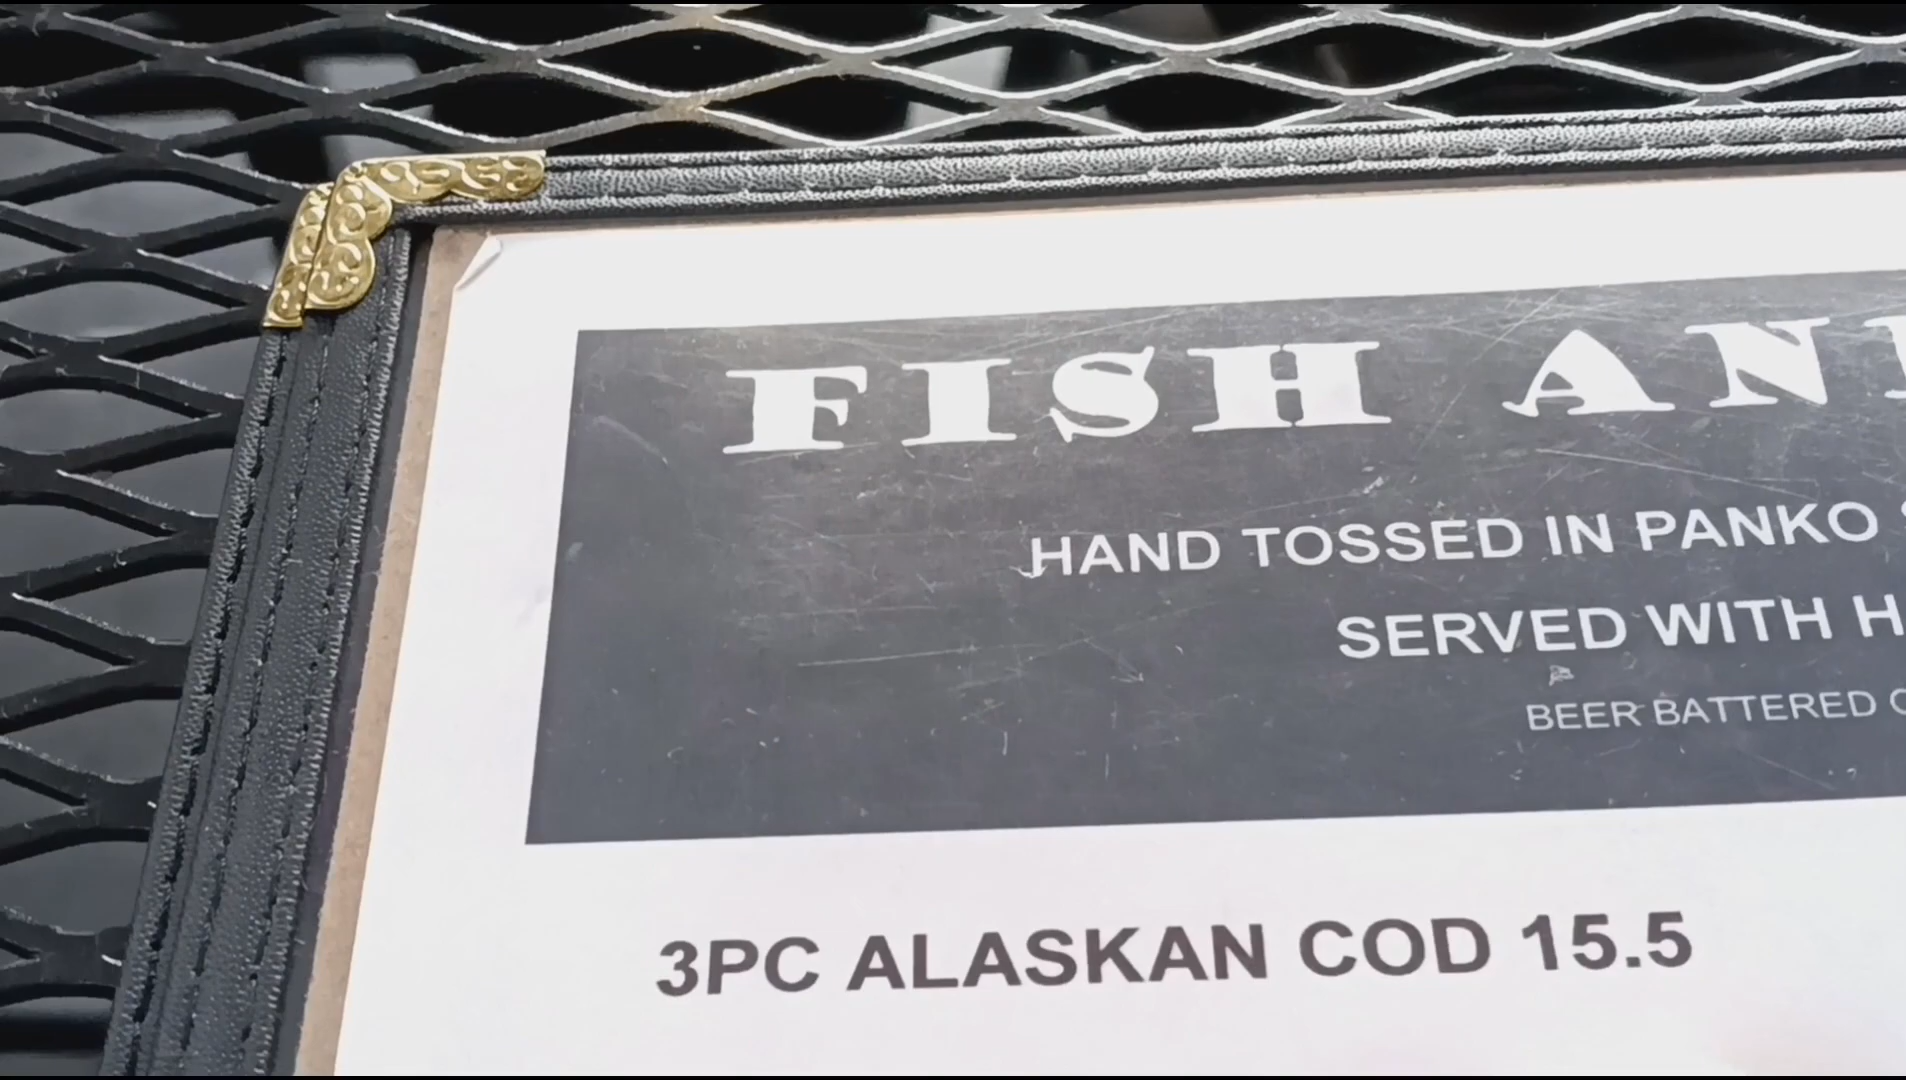 FISH AN
HAND TOSSED IN PANKO
SERVED WITH H
BEER BATTERED
3PC ALASKAN COD 15.5